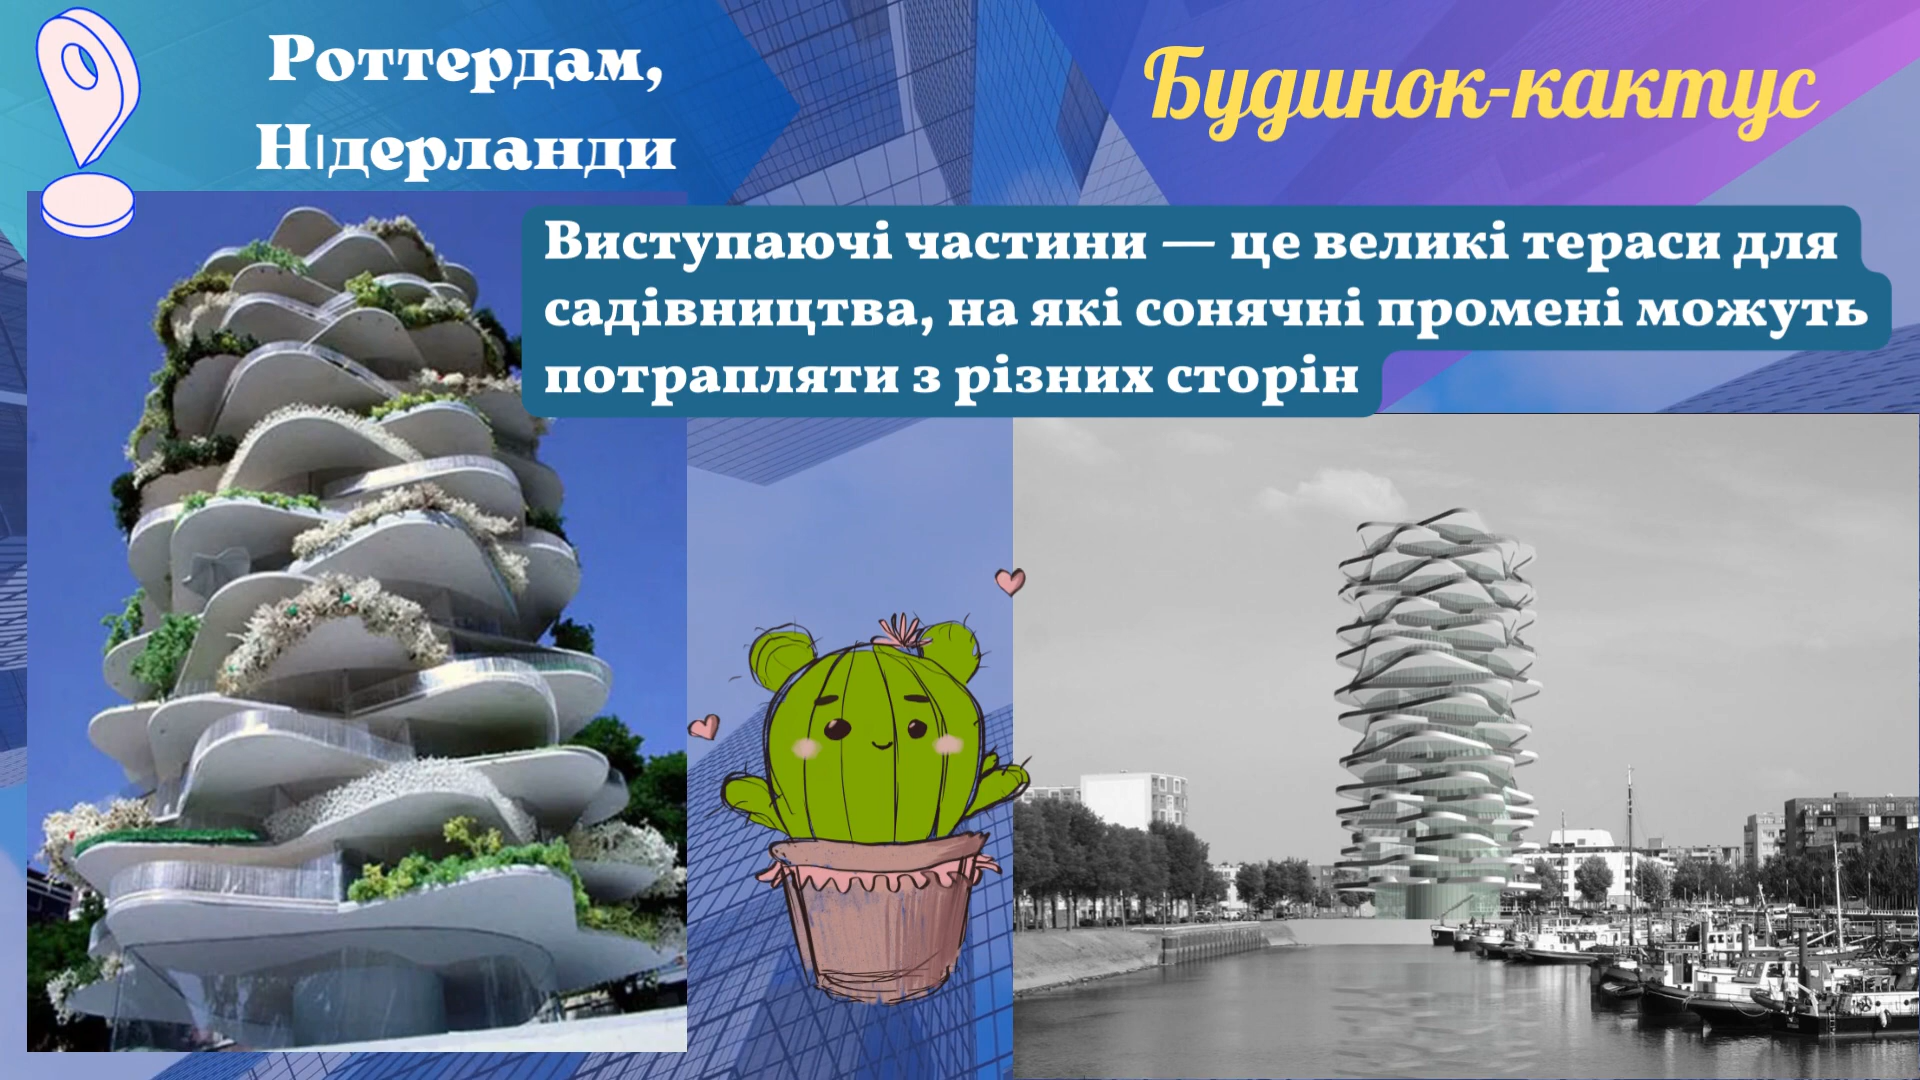 Роттердам,
Нідерланди
Будинок-кактус
Виступаючі частини — це великі тераси для
садівництва, на які сонячні промені можуть
потрапляти з різних сторін